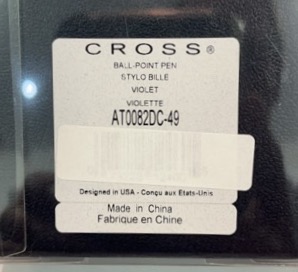 CROSS®
BALL-POINT PEN
STYLO BILLE
VIOLET
VIOLETTE
AT0082DC-49
Designed in USA - Conçu aux Etats-Unis
Made in China
Fabrique en Chine